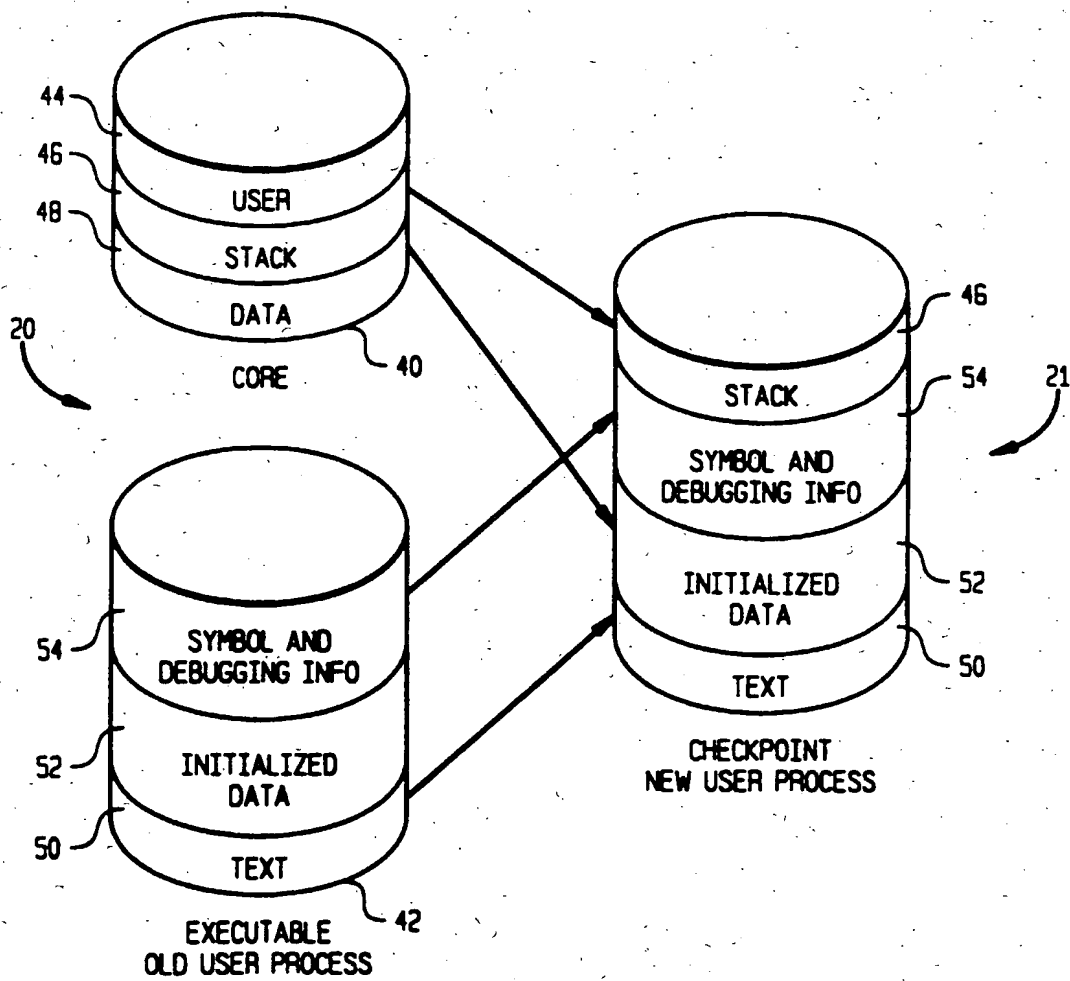 44
46
48
USER
STACK
DATA
20
40
CORE
46
54
21
STACK
SYMBOL AND
DEBUGGING INFO
52
INITIALIZED
DATA
50
TEXT
CHECKPOINT
NEW USER PROCESS
54
SYMBOL AND
DEBUGGING INFO
52
INITIALIZED
DATA
50
TEXT
42
EXECUTABLE
OLD USER PROCESS